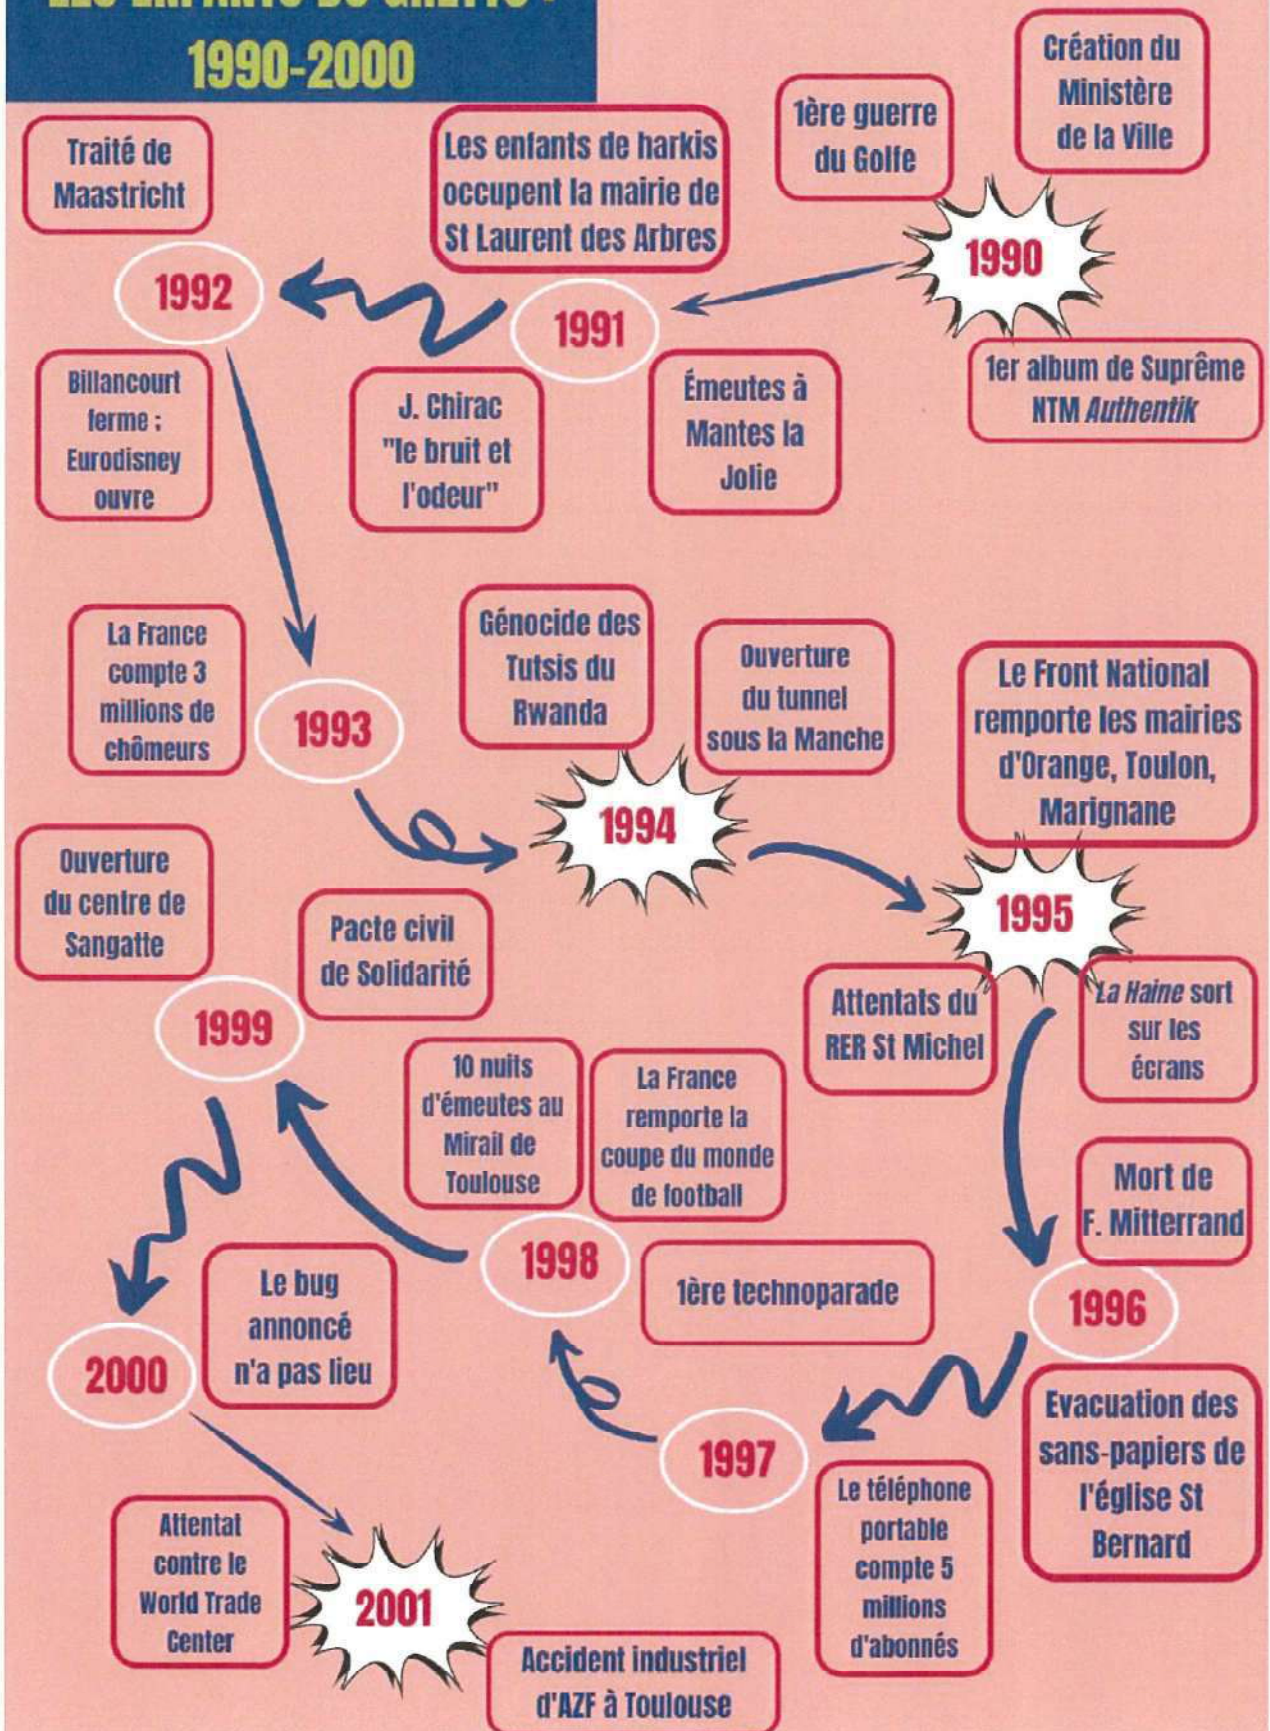 LES ENFANTS DU GHETTO :
1990-2000
Création du
Ministère
de la Ville
1ère guerre
du Golfe
1990
1er album de Suprême
NTM Authentik
Les enfants de harkis
occupent la mairie de
St Laurent des Arbres
1991
J. Chirac
"le bruit et
l'odeur"
Émeutes à
Mantes la
Jolie
Traité de
Maastricht
1992
Billancourt
ferme ;
Eurodisney
ouvre
La France
compte 3
millions de
chômeurs
1993
Génocide des
Tutsis du
Rwanda
Ouverture
du tunnel
sous la Manche
1994
Le Front National
remporte les mairies
d'Orange, Toulon,
Marignane
1995
Attentats du
RER St Michel
La Haine sort
sur les
écrans
Mort de
F. Mitterrand
1996
Evacuation des
sans-papiers de
l'église St
Bernard
1997
Le téléphone
portable
compte 5
millions
d'abonnés
10 nuits
d'émeutes au
Mirail de
Toulouse
La France
remporte la
coupe du monde
de football
1998
1ère technoparade
Ouverture
du centre de
Sangatte
Pacte civil
de Solidarité
1999
Le bug
annoncé
n'a pas lieu
2000
Attentat
contre le
World Trade
Center
2001
Accident industriel
d'AZF à Toulouse